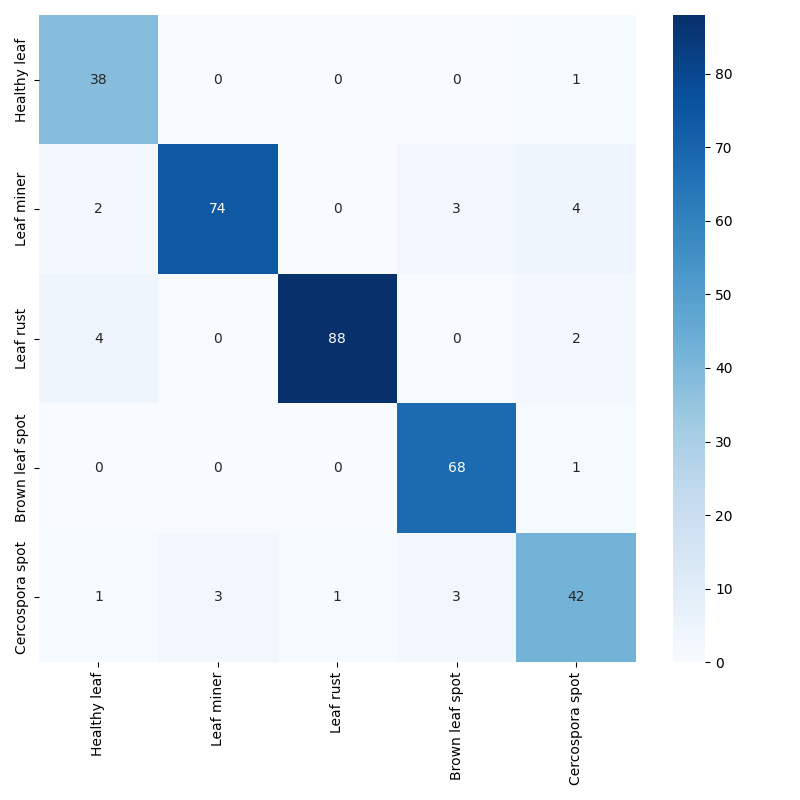 Healthy leaf
38 0 0 0 1
Leaf miner
2 74 0 3 4
Leaf rust
4 0 88 0 2
Brown leaf spot
0 0 0 68 1
Cercospora spot
1 3 1 3 42
Healthy leaf
Leaf miner
Leaf rust
Brown leaf spot
Cercospora spot
80
70
60
50
40
30
20
10
0